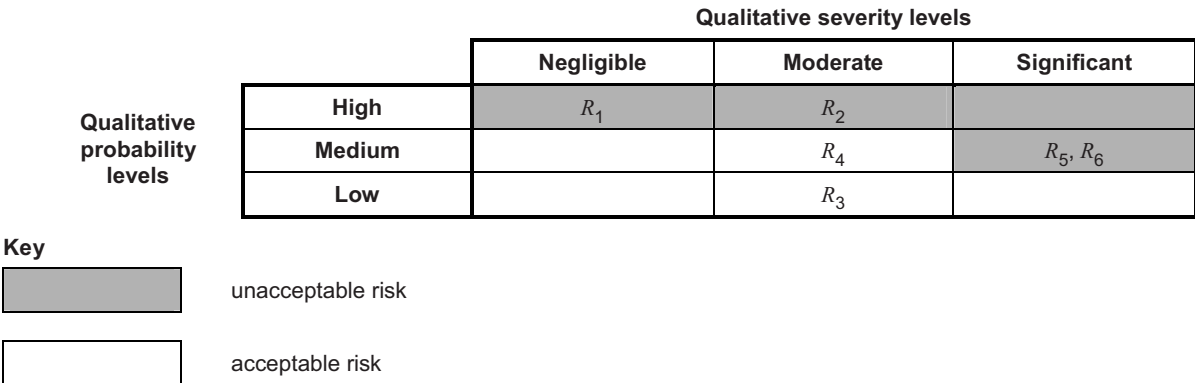 Qualitative severity levels
Negligible Moderate Significant
Qualitative
probability
levels
High R1 R2
Medium R4 R5, R6
Low R3
Key
unacceptable risk
acceptable risk